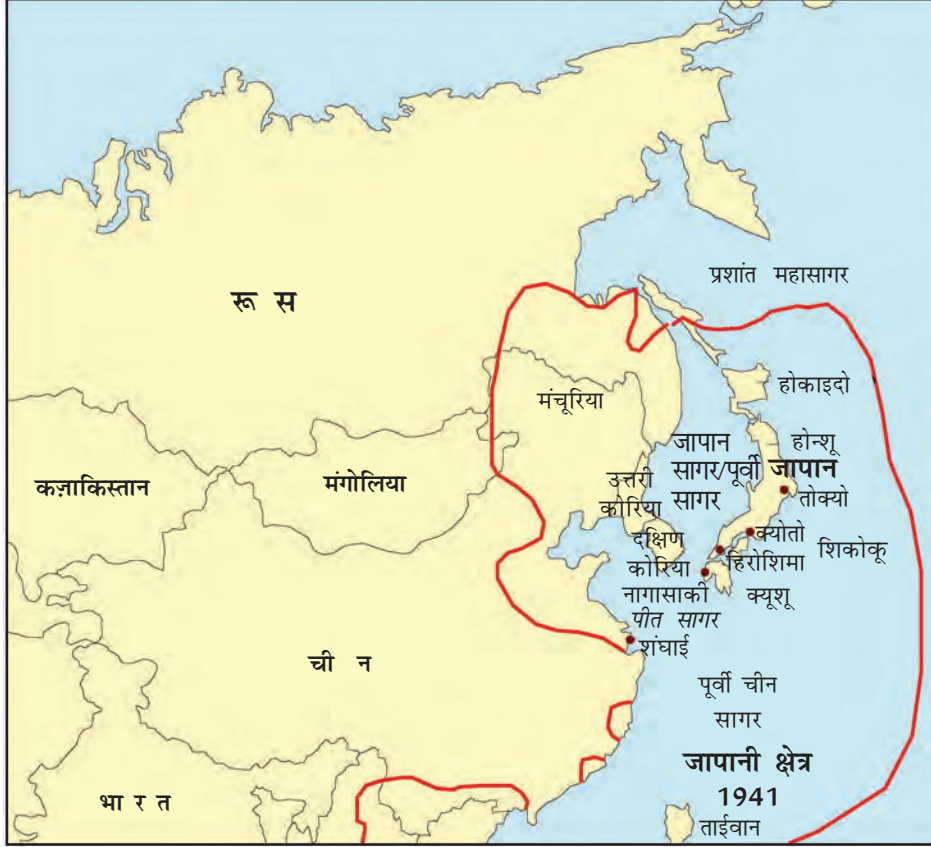 प्रशांत महासागर
रू स
होकाइदो
मंचूरिया
जापान
सागर/पूर्वी
सागर
होन्शू
जापान
तोक्यो
उत्तरी
कोरिया
कज़ाकिस्तान
मंगोलिया
क्योतो
दक्षिण
कोरिया
हिरोशिमा
शिकोकू
नागासाकी
क्यूशू
पीत सागर
शंघाई
ची न
पूर्वी चीन
सागर
जापानी क्षेत्र
1941
भा र त
ताईवान